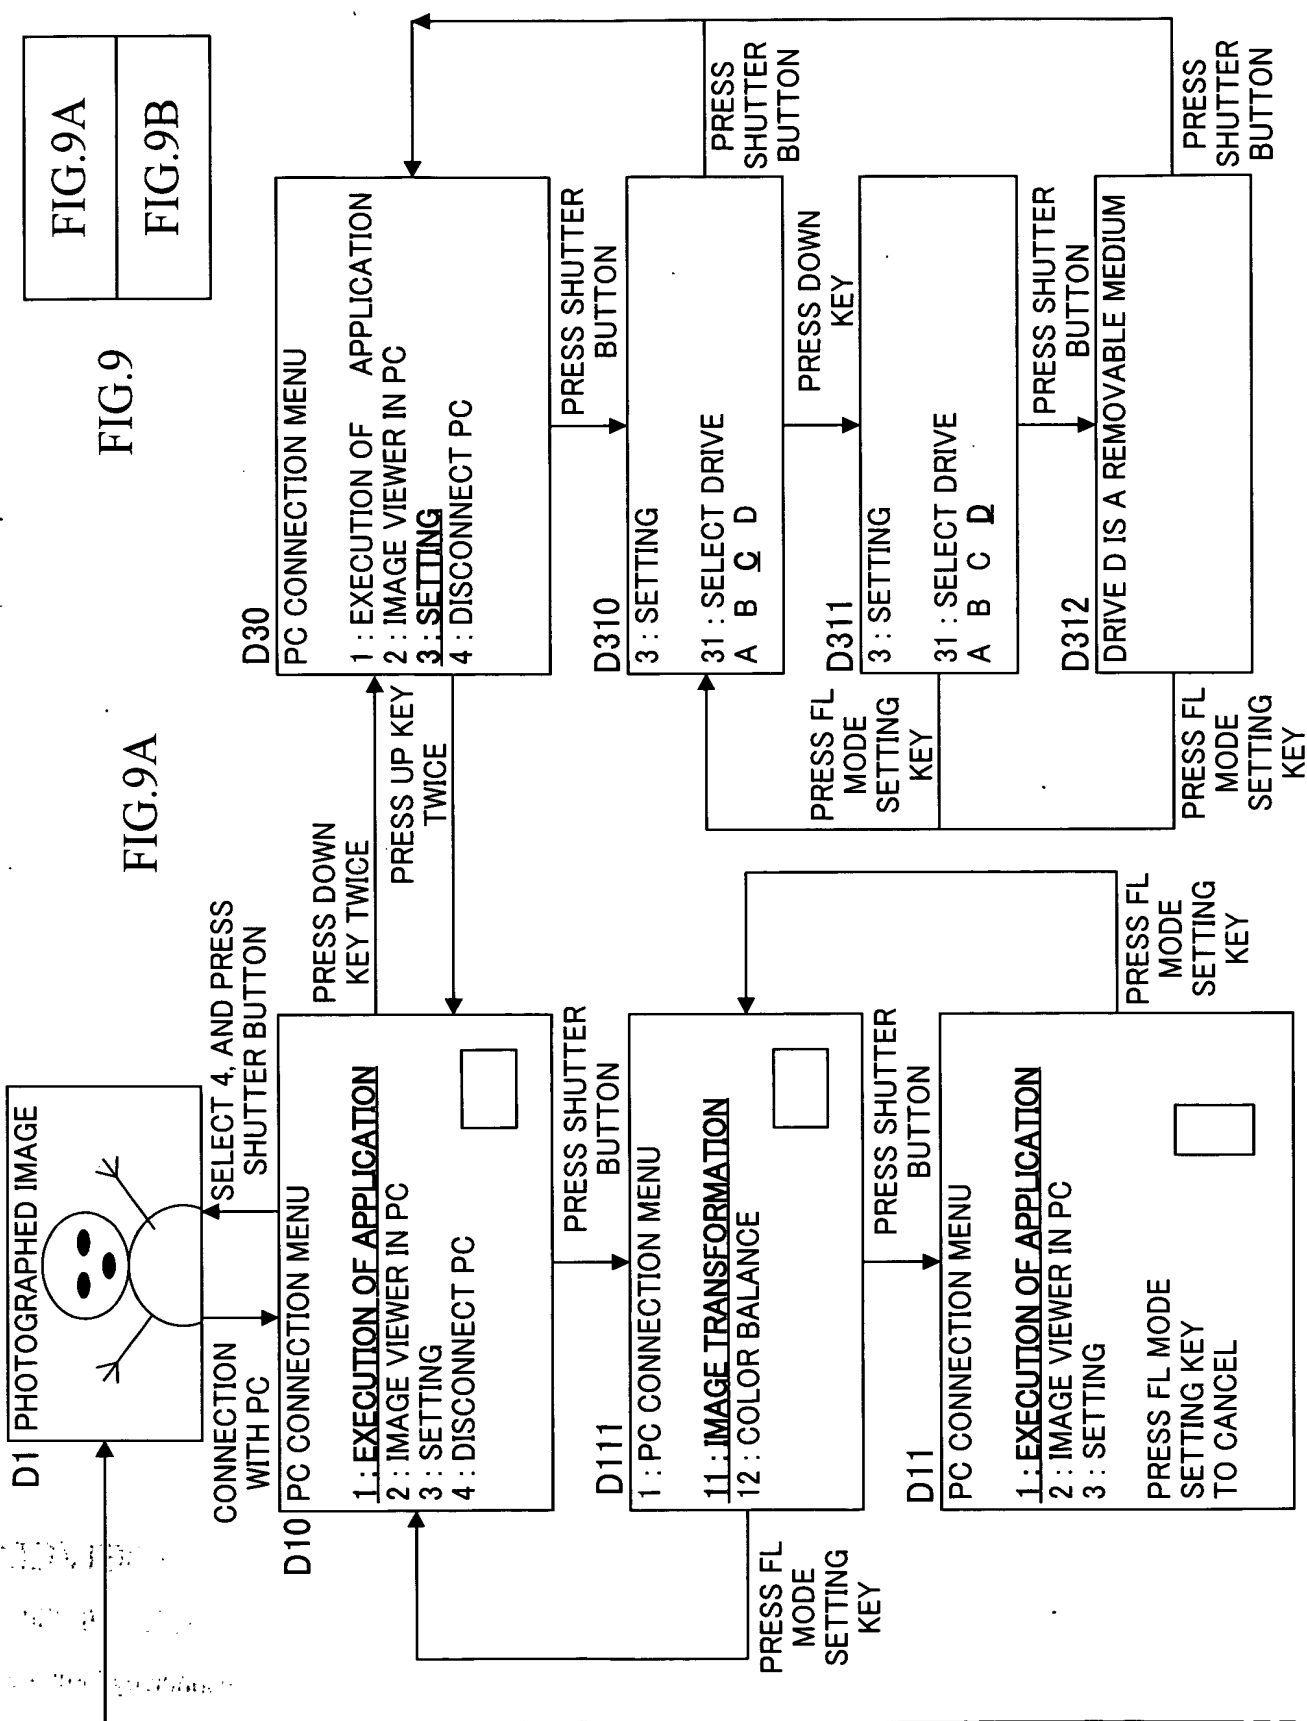 FIG.9
FIG.9A
FIG.9B
FIG.9A
D1
PHOTOGRAPHED IMAGE
CONNECTION
WITH PC
SELECT 4, AND PRESS
SHUTTER BUTTON
D10
PC CONNECTION MENU
1 : EXECUTION OF APPLICATION
2 : IMAGE VIEWER IN PC
3 : SETTING
4 : DISCONNECT PC
PRESS DOWN
KEY TWICE
PRESS UP KEY
TWICE
PRESS SHUTTER
BUTTON
D111
1 : PC CONNECTION MENU
11 : IMAGE TRANSFORMATION
12 : COLOR BALANCE
PRESS FL
MODE
SETTING
KEY
PRESS SHUTTER
BUTTON
D11
PC CONNECTION MENU
1 : EXECUTION OF APPLICATION
2 : IMAGE VIEWER IN PC
3 : SETTING
PRESS FL MODE
SETTING KEY
TO CANCEL
PRESS FL
MODE
SETTING
KEY
D30
PC CONNECTION MENU
1 : EXECUTION OF APPLICATION
2 : IMAGE VIEWER IN PC
3 : SETTING
4 : DISCONNECT PC
PRESS SHUTTER
BUTTON
D310
3 : SETTING
31 : SELECT DRIVE
A B C D
PRESS SHUTTER
BUTTON
PRESS DOWN
KEY
D311
3 : SETTING
31 : SELECT DRIVE
A B C D
PRESS FL
MODE
SETTING
KEY
PRESS SHUTTER
BUTTON
D312
DRIVE D IS A REMOVABLE MEDIUM
PRESS FL
MODE
SETTING
KEY
PRESS
SHUTTER
BUTTON